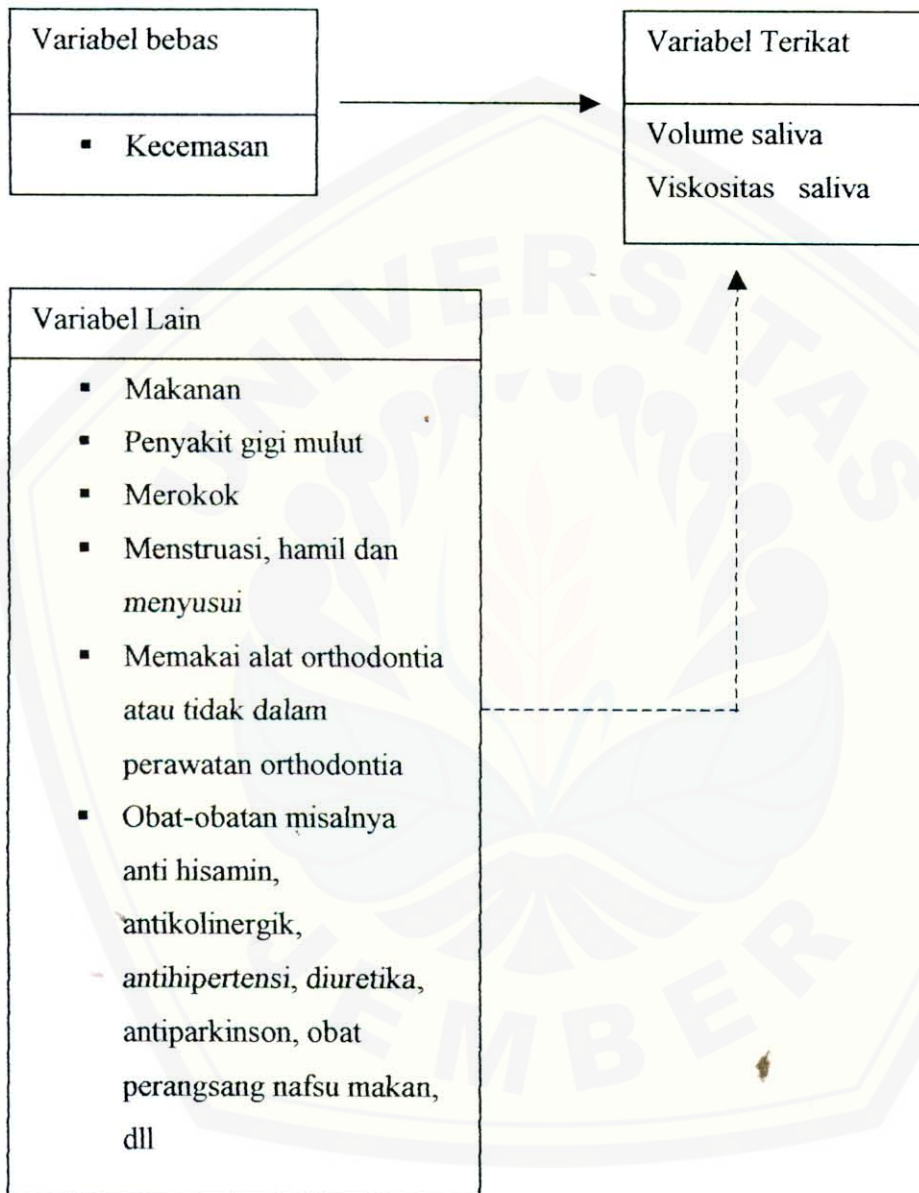 Variabel bebas
▪ Kecemasan
Variabel Terikat
Volume saliva
Viskositas saliva
Variabel Lain
▪ Makanan
▪ Penyakit gigi mulut
▪ Merokok
▪ Menstruasi, hamil dan
menyusui
▪ Memakai alat orthodontia
atau tidak dalam
perawatan orthodontia
▪ Obat-obatan misalnya
anti hisamin,
antikolinergik,
antihipertensi, diuretika,
antiparkinson, obat
perangsang nafsu makan,
dll
UNIVERSITAS
JEMBER